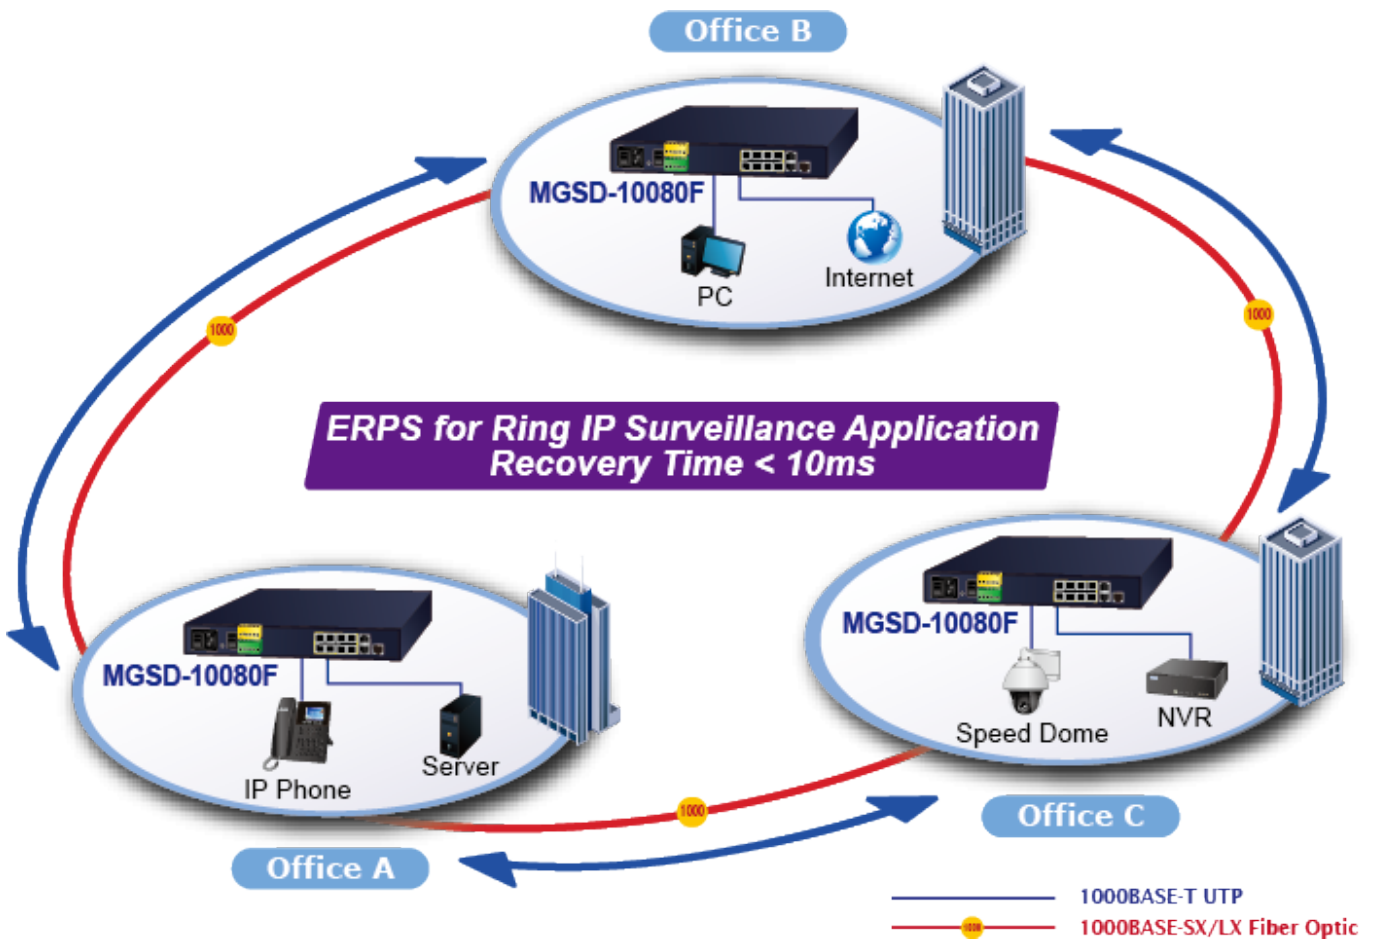 Office B
MGSD-10080F
PC
Internet
1000
1000
ERPS for Ring IP Surveillance Application
Recovery Time < 10ms
MGSD-10080F
IP Phone
Server
MGSD-10080F
Speed Dome
NVR
1000
Office A
Office C
1000BASE-T UTP
1000
1000BASE-SX/LX Fiber Optic